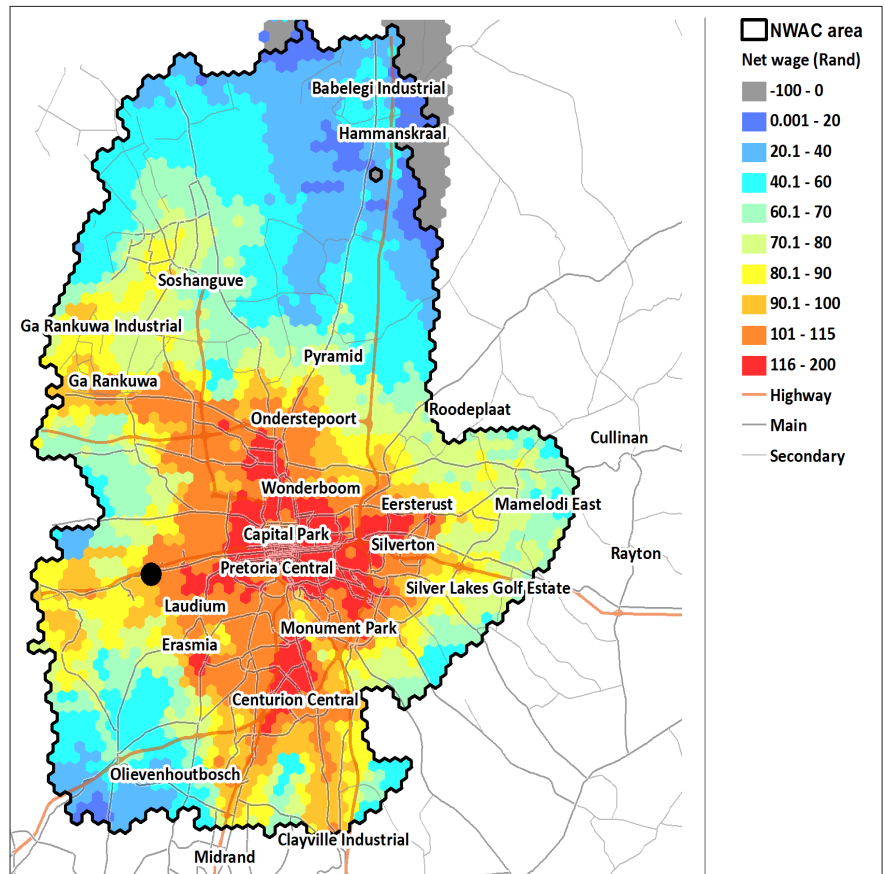 NWAC area
Net wage (Rand)
-100 - 0
0.001 - 20
20.1 - 40
40.1 - 60
60.1 - 70
70.1 - 80
80.1 - 90
90.1 - 100
101 - 115
116 - 200
Highway
Main
Secondary
Babelegi Industrial
Hammanskraal
Soshanguve
Ga Rankuwa Industrial
Pyramid
Ga Rankuwa
Roodeplaat
Onderstepoort
Cullinan
Wonderboom
Eersterust
Mamelodi East
Capital Park
Silverton
Rayton
Pretoria Central
Silver Lakes Golf Estate
Laudium
Monument Park
Erasmia
Centurion Central
Olievenhoutbosch
Clayville Industrial
Midrand